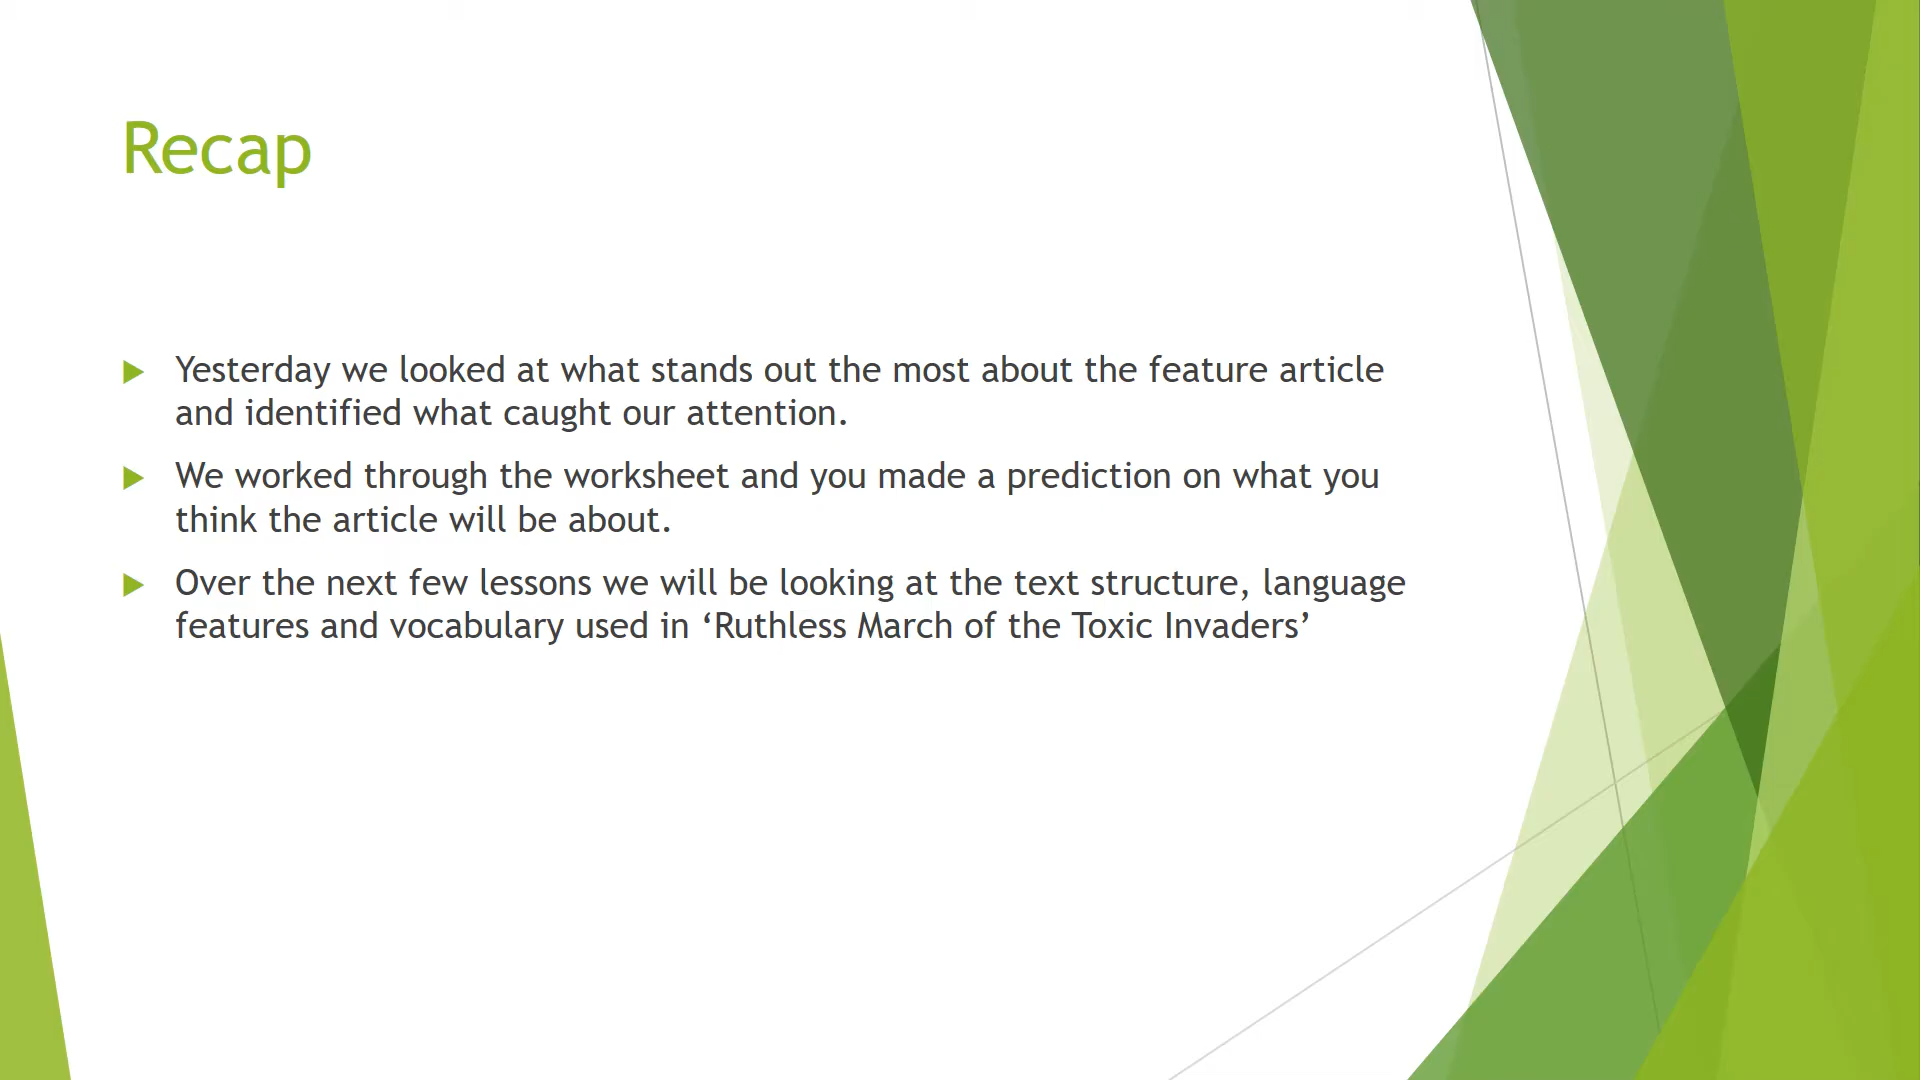 Recap
Yesterday we looked at what stands out the most about the feature article
and identified what caught our attention.
We worked through the worksheet and you made a prediction on what you
think the article will be about.
Over the next few lessons we will be looking at the text structure, language
features and vocabulary used in ‘Ruthless March of the Toxic Invaders’